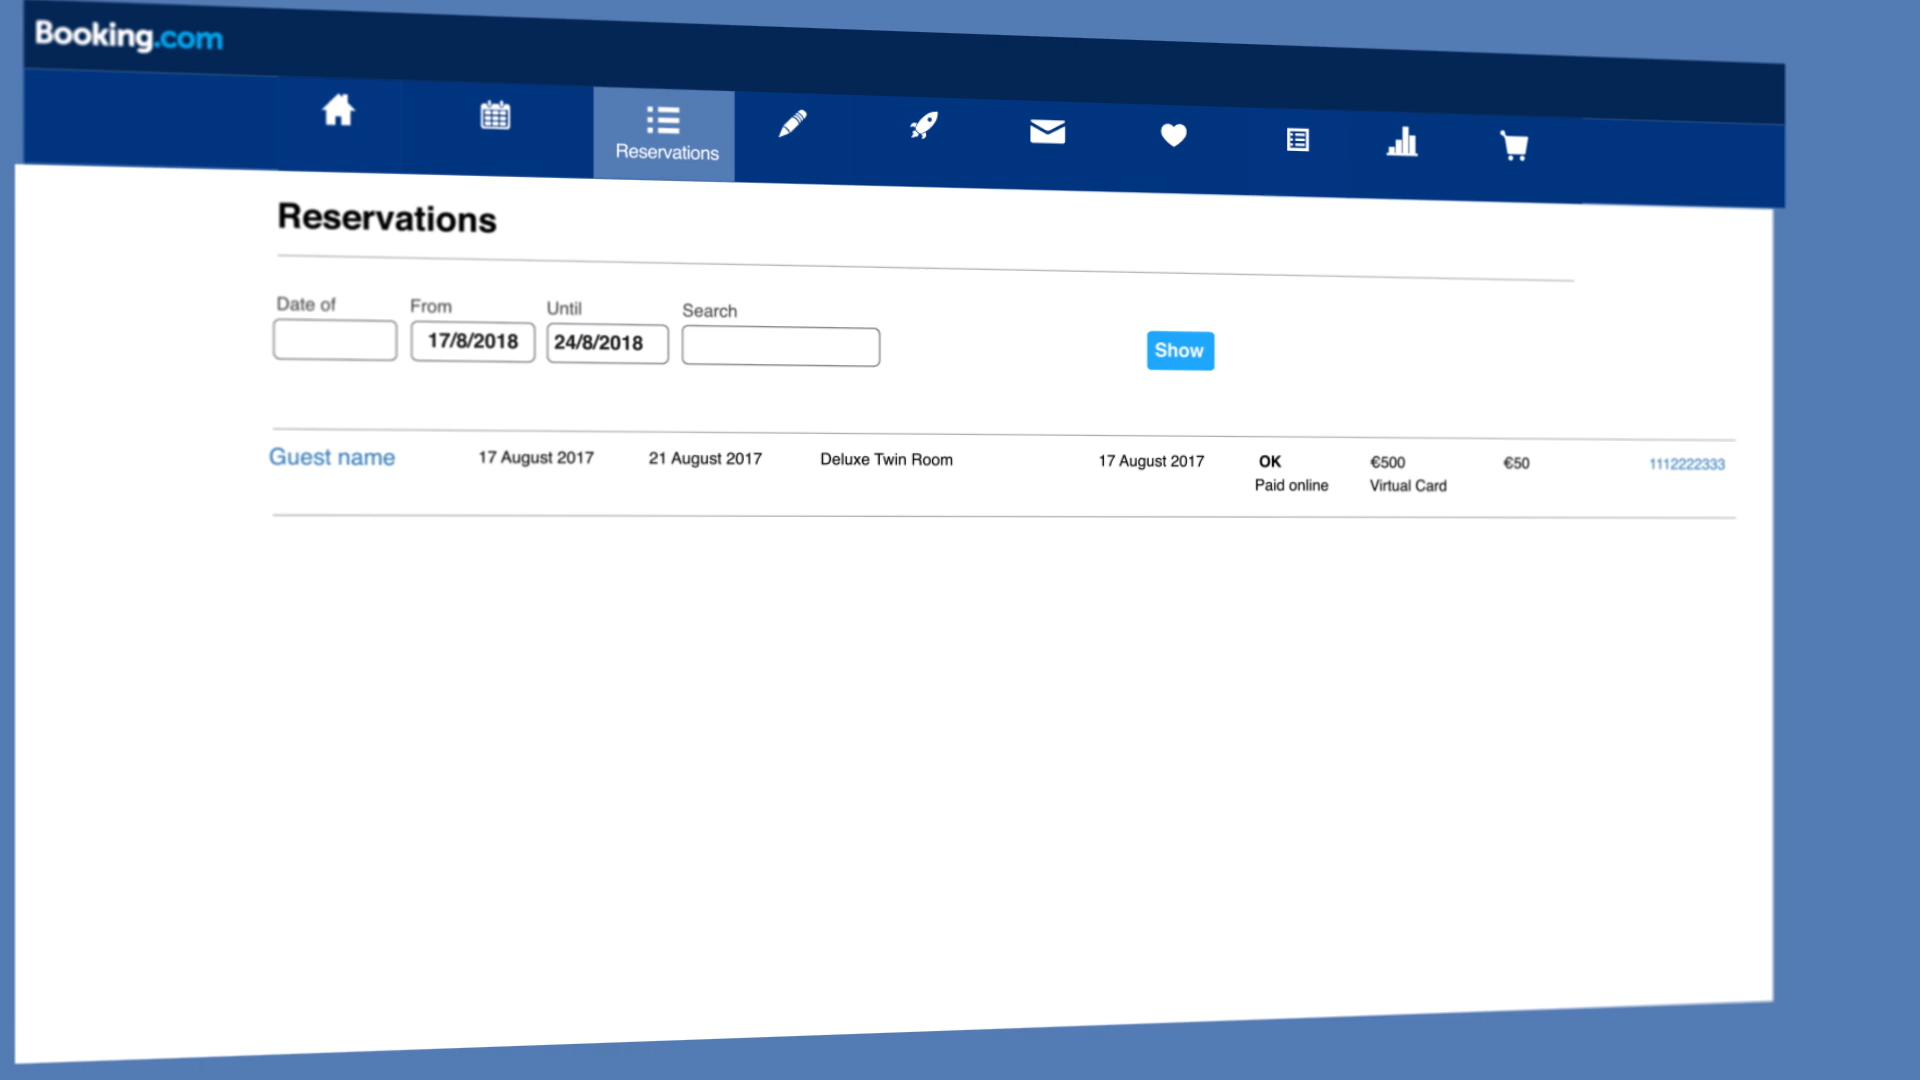 Booking.com
Reservations
Reservations
Date of From Until Search
17/8/2018 24/8/2018 Show
Guest name 17 August 2017 21 August 2017 Deluxe Twin Room 17 August 2017 OK €500 €50 1112222333
Paid online Virtual Card